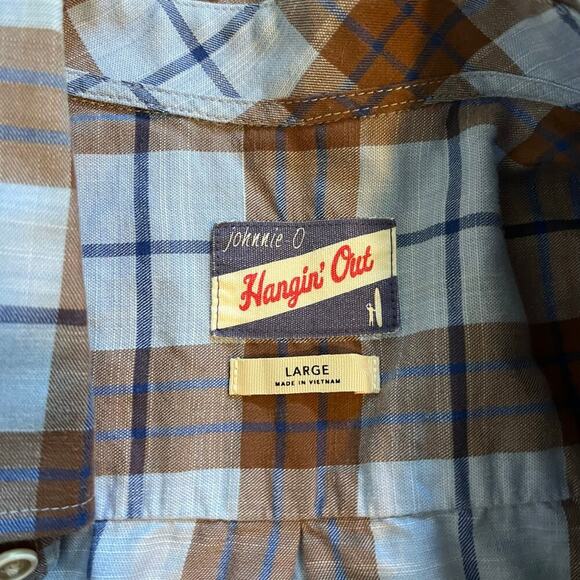 johnnie-O
Hangin' Out
LARGE
MADE IN VIETNAM